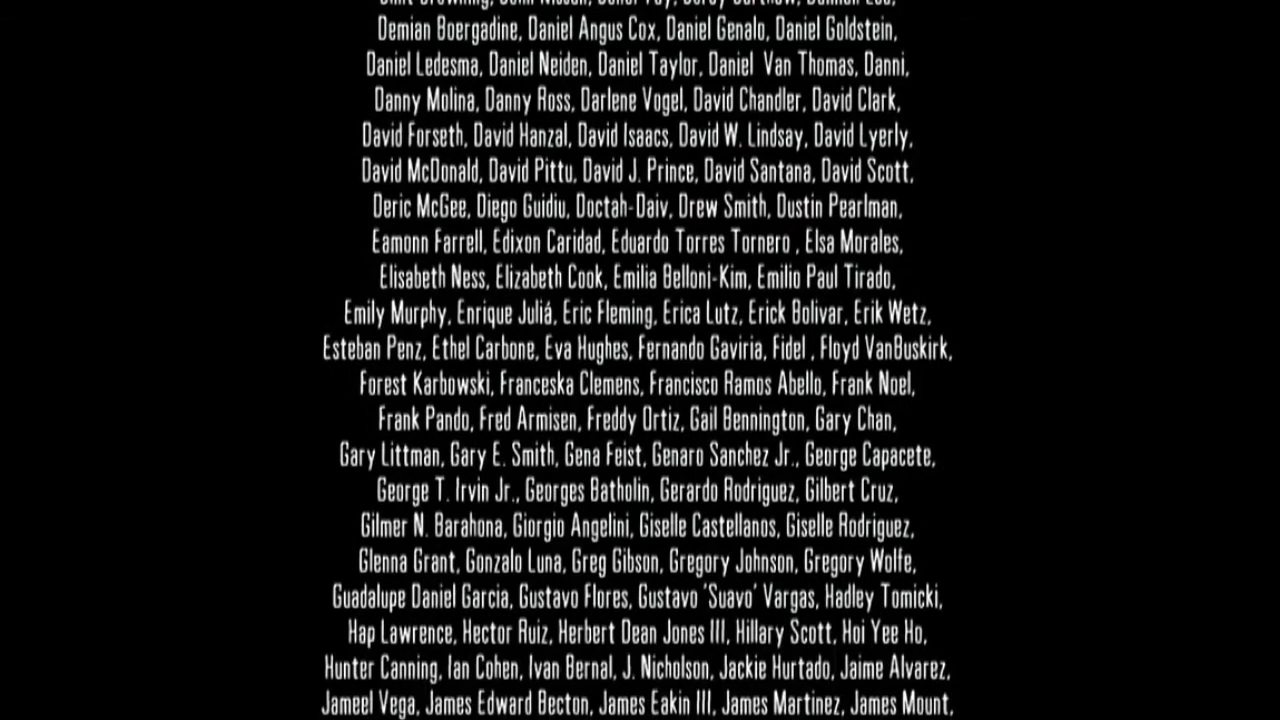 Demian Boergadine, Daniel Angus Cox, Daniel Genalo, Daniel Goldstein,
Daniel Ledesma, Daniel Neiden, Daniel Taylor, Daniel Van Thomas, Danni,
Danny Molina, Danny Ross, Darlene Vogel, David Chandler, David Clark,
David Forseth, David Hanzal, David Isaacs, David W. Lindsay, David Lyerly,
David McDonald, David Pittu, David J. Prince, David Santana, David Scott,
Deric McGee, Diego Guidiu, Doctah-Daiv, Drew Smith, Dustin Pearlman,
Eamonn Farrell, Edixon Caridad, Eduardo Torres Tornero , Elsa Morales,
Elisabeth Ness, Elizabeth Cook, Emilia Belloni-Kim, Emilio Paul Tirado,
Emily Murphy, Enrique Juliá, Eric Fleming, Erica Lutz, Erick Bolivar, Erik Wetz,
Esteban Penz, Ethel Carbone, Eva Hughes, Fernando Gaviria, Fidel , Floyd VanBuskirk,
Forest Karbowski, Franceska Clemens, Francisco Ramos Abello, Frank Noel,
Frank Pando, Fred Armisen, Freddy Ortiz, Gail Bennington, Gary Chan,
Gary Littman, Gary E. Smith, Gena Feist, Genaro Sanchez Jr., George Capacete,
George T. Irvin Jr., Georges Batholin, Gerardo Rodriguez, Gilbert Cruz,
Gilmer N. Barahona, Giorgio Angelini, Giselle Castellanos, Giselle Rodriguez,
Glenna Grant, Gonzalo Luna, Greg Gibson, Gregory Johnson, Gregory Wolfe,
Guadalupe Daniel Garcia, Gustavo Flores, Gustavo 'Suavo' Vargas, Hadley Tomicki,
Hap Lawrence, Hector Ruiz, Herbert Dean Jones III, Hillary Scott, Hoi Yee Ho,
Hunter Canning, Ian Cohen, Ivan Bernal, J. Nicholson, Jackie Hurtado, Jaime Alvarez,
Jameel Vega, James Edward Becton, James Eakin III, James Martinez, James Mount,